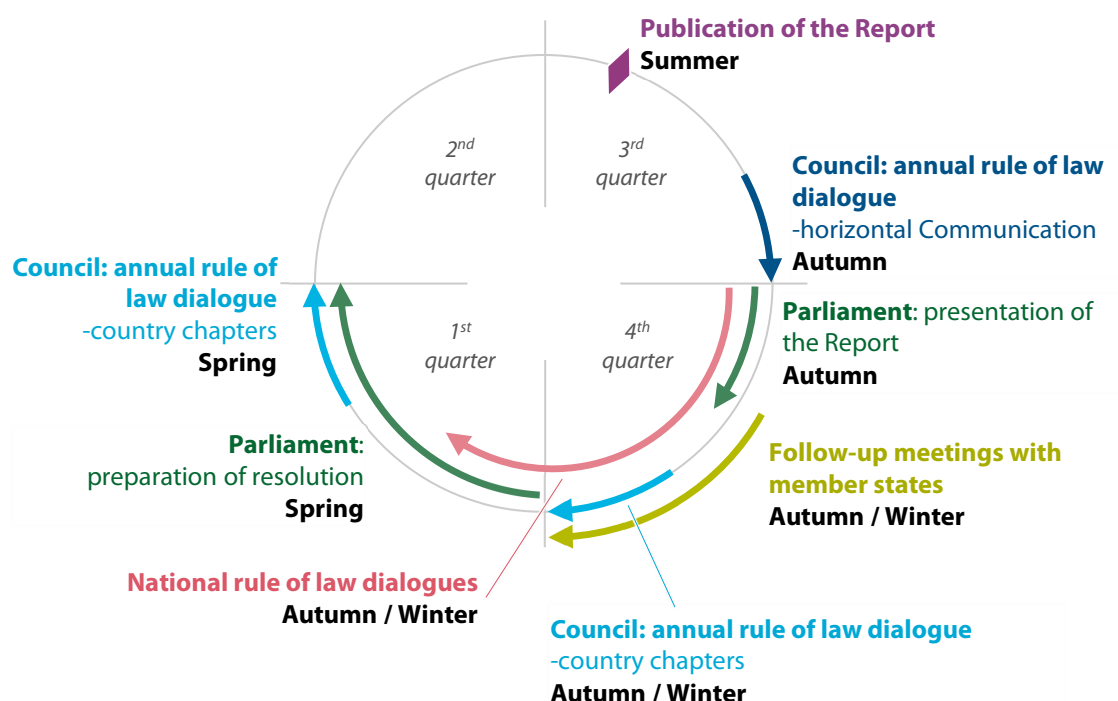 Publication of the Report
Summer
2nd
quarter
3rd
quarter
Council: annual rule of law
dialogue
-horizontal Communication
Autumn
Council: annual rule of
law dialogue
-country chapters
Spring
1st
quarter
4th
quarter
Parliament: presentation of
the Report
Autumn
Parliament:
preparation of resolution
Spring
Follow-up meetings with
member states
Autumn / Winter
National rule of law dialogues
Autumn / Winter
Council: annual rule of law dialogue
-country chapters
Autumn / Winter